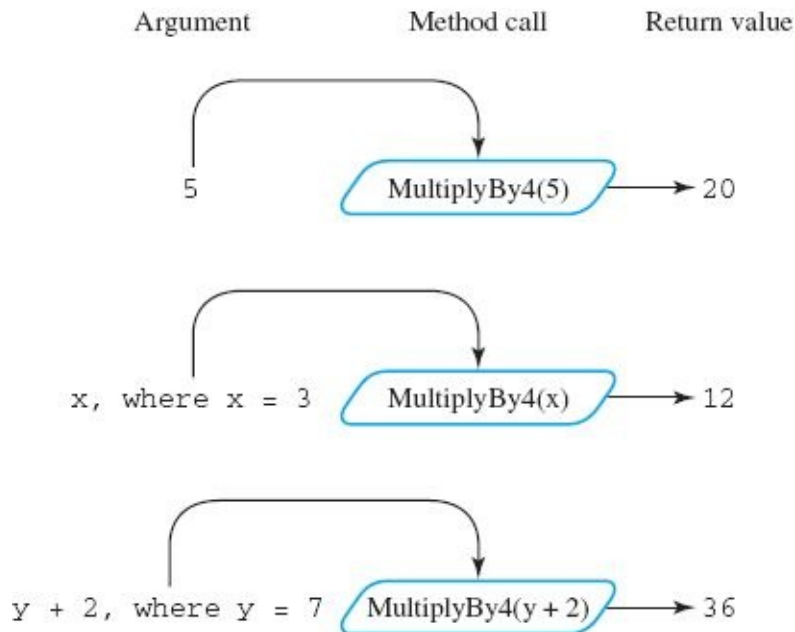 Argument Method call Return value
5 MultiplyBy4(5) 20
x, where x = 3 MultiplyBy4(x) 12
y + 2, where y = 7 MultiplyBy4(y + 2) 36